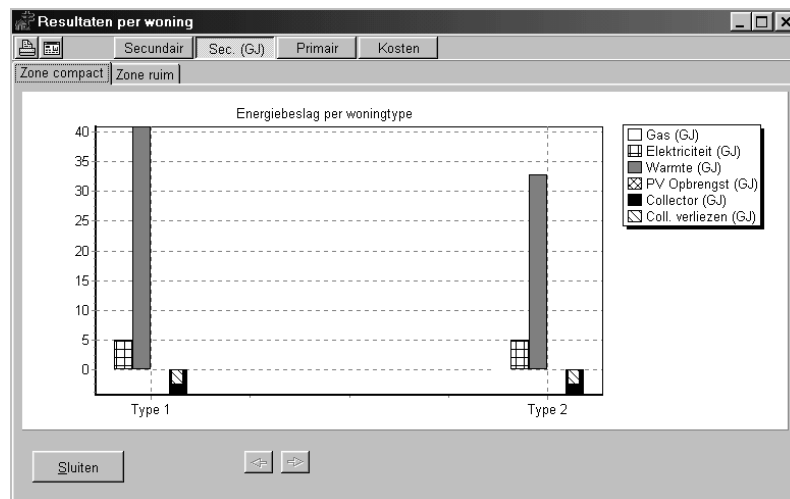 Resultaten per woning
Secundair Sec. (GJ) Primair Kosten
Zone compact Zone ruim
Energiebeslag per woningtype
40
35
30
25
20
15
10
5
0
Type 1 Type 2
Gas (GJ)
Elektriciteit (GJ)
Warmte (GJ)
PV Opbrengst (GJ)
Collector (GJ)
Coll. verliezen (GJ)
Sluiten